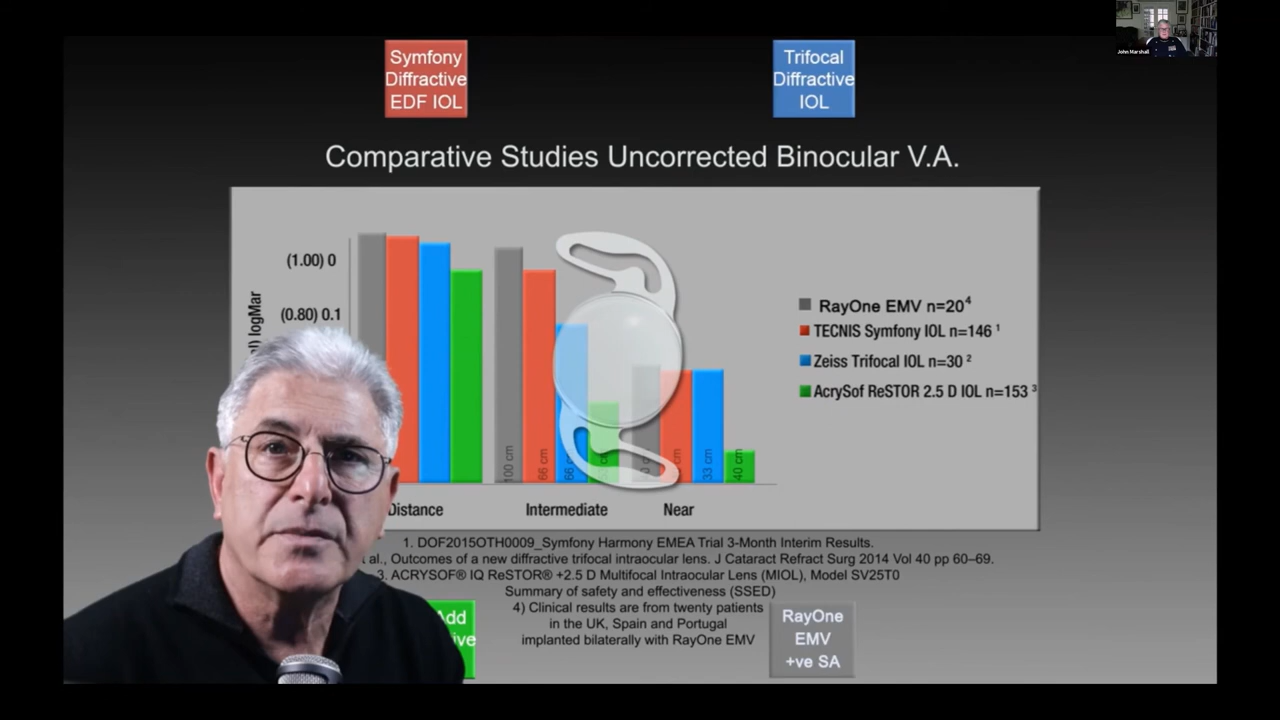 John Marshall
Symfony
Diffractive
EDF IOL
Trifocal
Diffractive
IOL
Comparative Studies Uncorrected Binocular V.A.
(1.00) 0
(0.80) 0.1
logMar
RayOne EMV n=20⁴
TECNIS Symfony IOL n=146 ¹
Zeiss Trifocal IOL n=30 ²
AcrySof ReSTOR 2.5 D IOL n=153 ³
100 cm
66 cm
66
cm
33 cm
40 cm
Distance
Intermediate
Near
1. DOF2015OTH0009_Symfony Harmony EMEA Trial 3-Month Interim Results.
al., Outcomes of a new diffractive trifocal intraocular lens. J Cataract Refract Surg 2014 Vol 40 pp 60–69.
3. ACRYSOF® IQ ReSTOR® +2.5 D Multifocal Intraocular Lens (MIOL), Model SV25T0
Summary of safety and effectiveness (SSED)
4) Clinical results are from twenty patients
in the UK, Spain and Portugal
implanted bilaterally with RayOne EMV
Add
RayOne
EMV
+ve SA